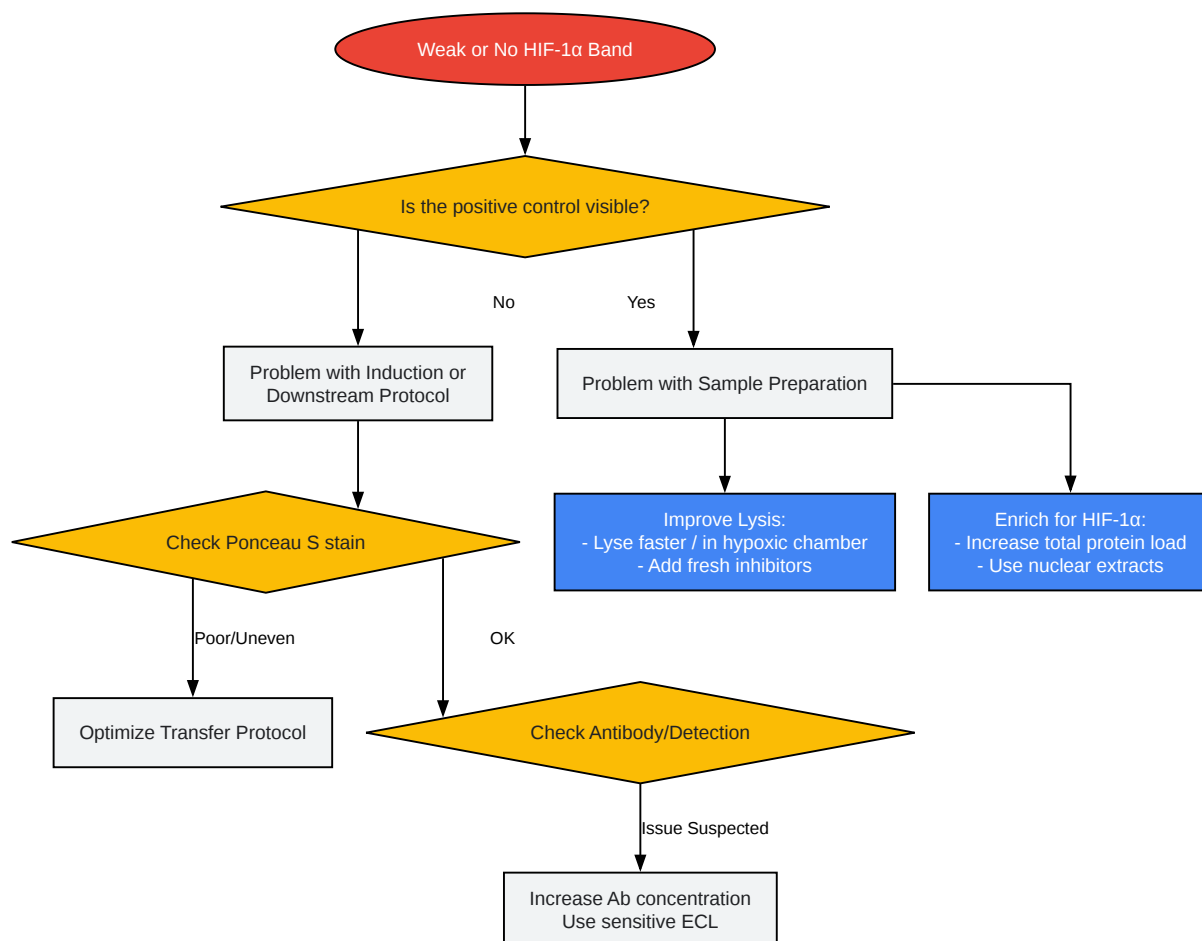 Weak or No HIF-1α Band
Is the positive control visible?
No
Yes
Problem with Induction or
Downstream Protocol
Problem with Sample Preparation
Improve Lysis:
- Lyse faster / in hypoxic chamber
- Add fresh inhibitors
Enrich for HIF-1α:
- Increase total protein load
- Use nuclear extracts
Check Ponceau S stain
Poor/Uneven
OK
Optimize Transfer Protocol
Check Antibody/Detection
Issue Suspected
Increase Ab concentration
Use sensitive ECL